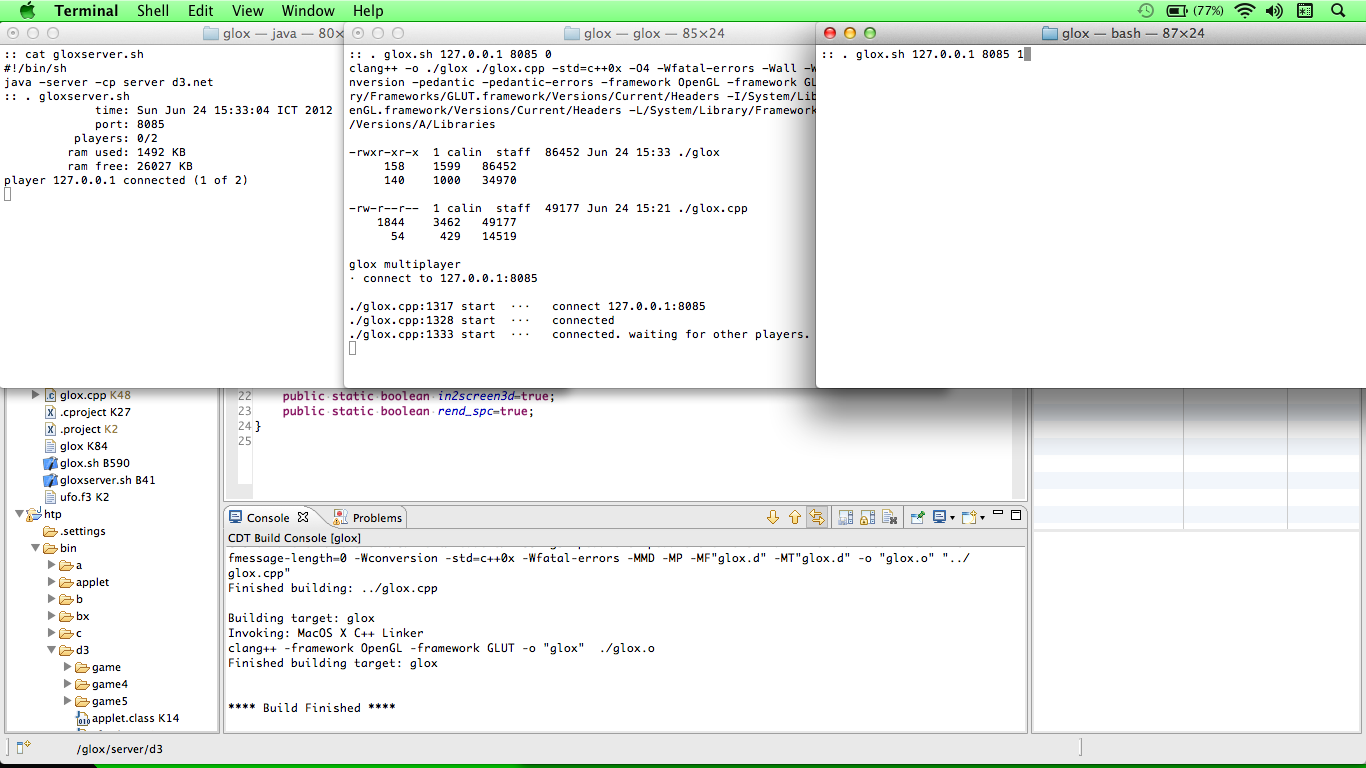 Terminal Shell Edit View Window Help (77%)
glox — java — 80×
:: cat gloxserver.sh
#!/bin/sh
java -server -cp server d3.net
:: . gloxserver.sh
time: Sun Jun 24 15:33:04 ICT 2012
port: 8085
players: 0/2
ram used: 1492 KB
ram free: 26027 KB
player 127.0.0.1 connected (1 of 2)
glox — glox — 85×24
:: . glox.sh 127.0.0.1 8085 0
clang++ -o ./glox ./glox.cpp -std=c++0x -O4 -Wfatal-errors -Wall -W
nversion -pedantic -pedantic-errors -framework OpenGL -framework GL
ry/Frameworks/GLUT.framework/Versions/Current/Headers -I/System/Lib
enGL.framework/Versions/Current/Headers -L/System/Library/Framework
/Versions/A/Libraries
-rwxr-xr-x 1 calin staff 86452 Jun 24 15:33 ./glox
158 1599 86452
140 1000 34970
-rw-r--r-- 1 calin staff 49177 Jun 24 15:21 ./glox.cpp
1844 3462 49177
54 429 14519
glox multiplayer
· connect to 127.0.0.1:8085
./glox.cpp:1317 start ··· connect 127.0.0.1:8085
./glox.cpp:1328 start ··· connected
./glox.cpp:1333 start ··· connected. waiting for other players.
glox — bash — 87×24
:: . glox.sh 127.0.0.1 8085 1
glox.cpp K48
.cproject K27
.project K2
glox K84
glox.sh B590
gloxserver.sh B41
ufo.f3 K2
htp
.settings
bin
a
applet
b
bx
c
d3
game
game4
game5
applet.class K14
22 public static boolean in2screen3d=true;
23 public static boolean rend_spc=true;
24 }
25
Console Problems
CDT Build Console [glox]
fmessage-length=0 -Wconversion -std=c++0x -Wfatal-errors -MMD -MP -MF"glox.d" -MT"glox.d" -o "glox.o" "../
glox.cpp"
Finished building: ../glox.cpp
Building target: glox
Invoking: MacOS X C++ Linker
clang++ -framework OpenGL -framework GLUT -o "glox" ./glox.o
Finished building target: glox
**** Build Finished ****
/glox/server/d3